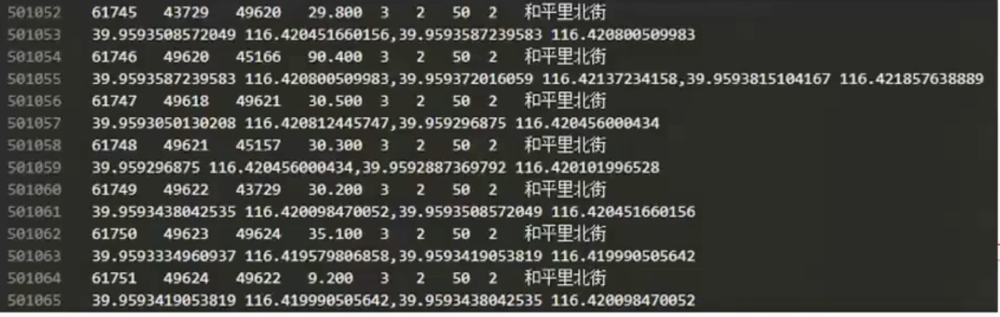 501052 61745 43729 49620 29.800 3 2 50 2 和平里北街
501053 39.9593508572049 116.420451660156,39.9593587239583 116.420800509983
501054 61746 49620 45166 90.400 3 2 50 2 和平里北街
501055 39.9593587239583 116.420800509983,39.959372016059 116.42137234158,39.9593815104167 116.421857638889
501056 61747 49618 49621 30.500 3 2 50 2 和平里北街
501057 39.9593050130208 116.420812445747,39.959296875 116.420456000434
501058 61748 49621 45157 30.300 3 2 50 2 和平里北街
501059 39.959296875 116.420456000434,39.9592887369792 116.420101996528
501060 61749 49622 43729 30.200 3 2 50 2 和平里北街
501061 39.9593438042535 116.420098470052,39.9593508572049 116.420451660156
501062 61750 49623 49624 35.100 3 2 50 2 和平里北街
501063 39.9593334960937 116.419579806858,39.9593419053819 116.419990505642
501064 61751 49624 49622 9.200 3 2 50 2 和平里北街
501065 39.9593419053819 116.419990505642,39.9593438042535 116.420098470052